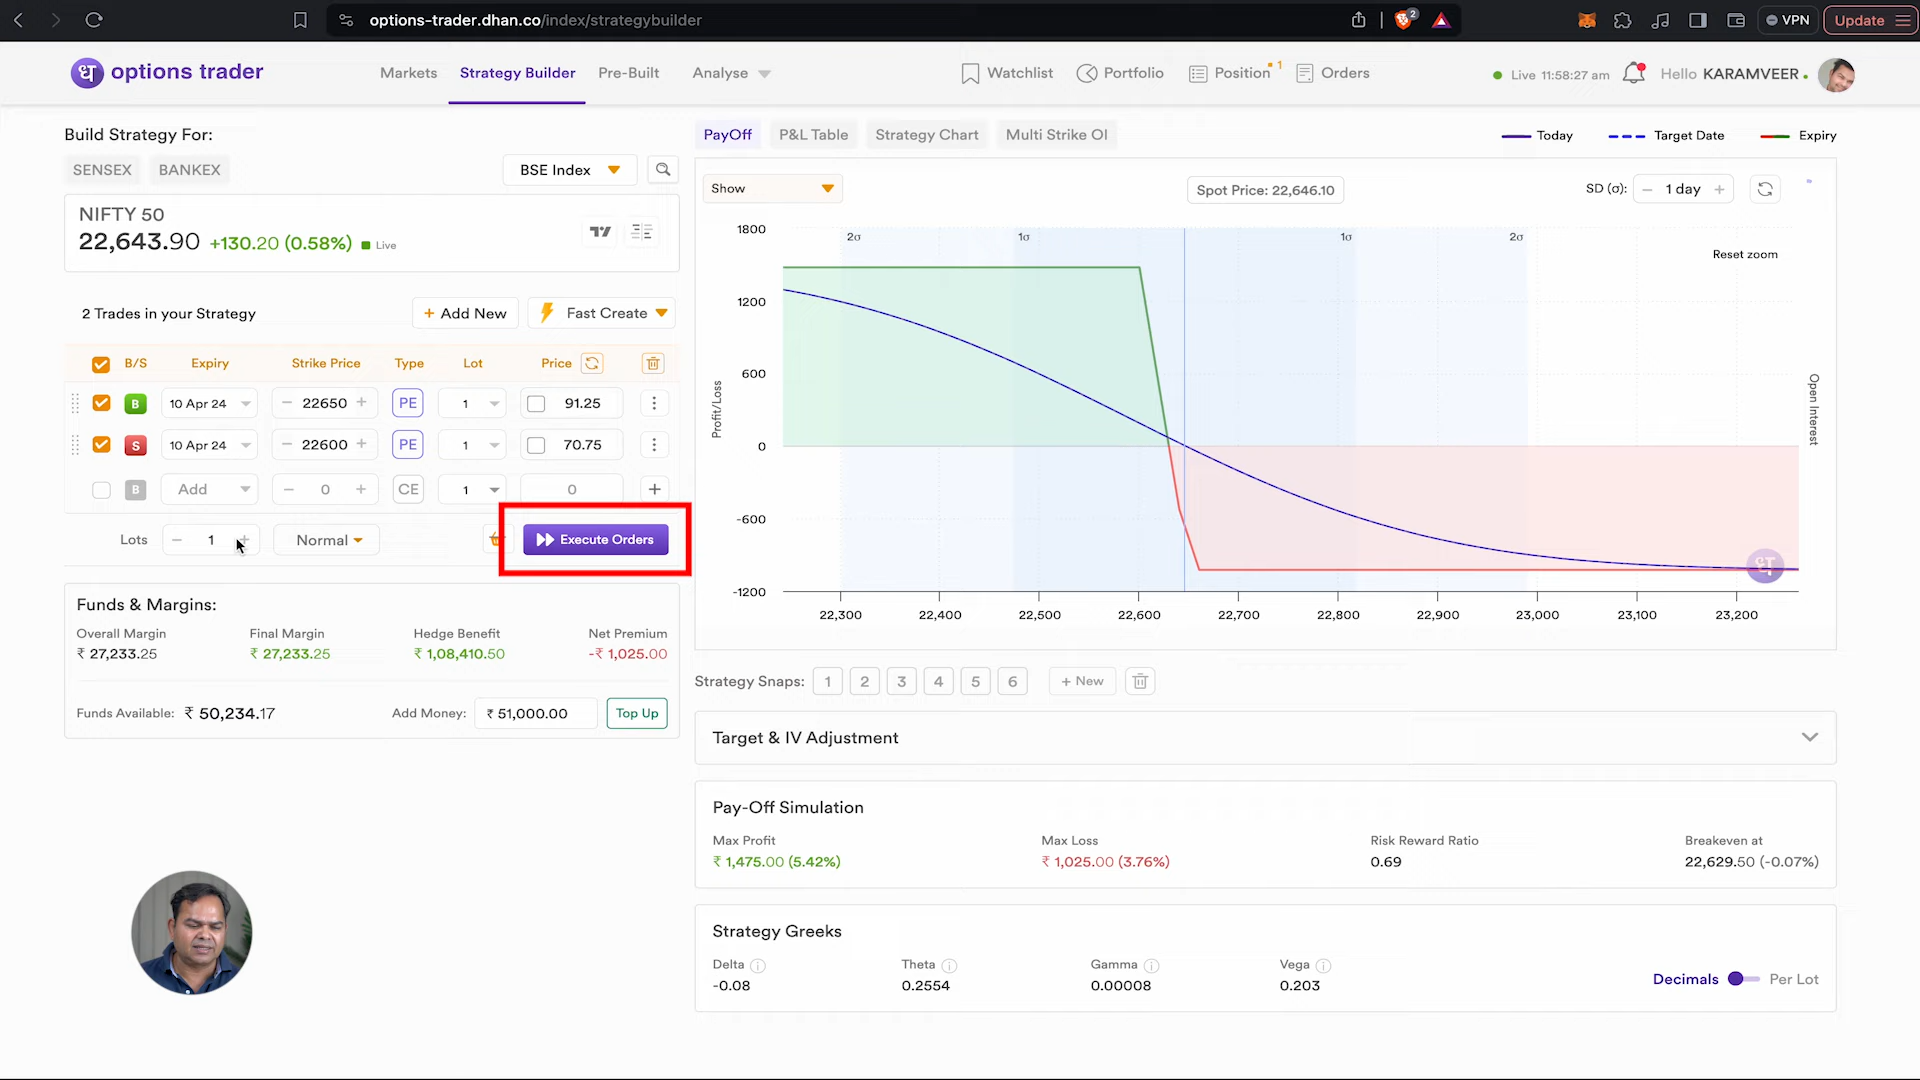 options-trader.dhan.co/index/strategybuilder
2
VPN
Update
ध options trader
Markets
Strategy Builder
Pre-Built
Analyse
Watchlist
Portfolio
Position 1
Orders
Live 11:58:27 am
Hello KARAMVEER
Build Strategy For:
SENSEX
BANKEX
BSE Index
NIFTY 50
22,643.90 +130.20 (0.58%) Live
2 Trades in your Strategy
+ Add New
Fast Create
B/S Expiry Strike Price Type Lot Price
B 10 Apr 24 − 22650 + PE 1 91.25
S 10 Apr 24 − 22600 + PE 1 70.75
B Add − 0 + CE 1 0 +
Lots − 1 + Normal Execute Orders
Funds & Margins:
Overall Margin Final Margin Hedge Benefit Net Premium
₹ 27,233.25 ₹ 27,233.25 ₹ 1,08,410.50 -₹ 1,025.00
Funds Available: ₹ 50,234.17 Add Money: ₹ 51,000.00 Top Up
PayOff
P&L Table
Strategy Chart
Multi Strike OI
Today
Target Date
Expiry
Show
Spot Price: 22,646.10
SD (σ): − 1 day +
2σ 1σ 1σ 2σ
Reset zoom
1800
1200
600
0
-600
-1200
Profit/Loss
Open Interest
ध
22,300 22,400 22,500 22,600 22,700 22,800 22,900 23,000 23,100 23,200
Strategy Snaps: 1 2 3 4 5 6 + New
Target & IV Adjustment
Pay-Off Simulation
Max Profit Max Loss Risk Reward Ratio Breakeven at
₹ 1,475.00 (5.42%) ₹ 1,025.00 (3.76%) 0.69 22,629.50 (-0.07%)
Strategy Greeks
Delta Theta Gamma Vega
-0.08 0.2554 0.00008 0.203
Decimals Per Lot